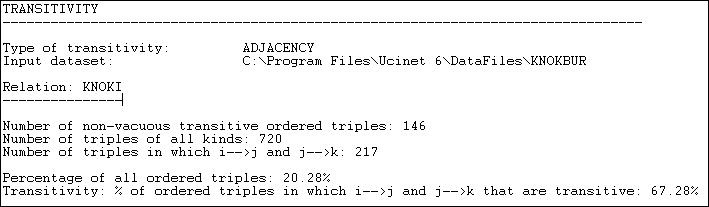 TRANSITIVITY
--------------------------------------------------------------------------------
Type of transitivity: ADJACENCY
Input dataset: C:\Program Files\Ucinet 6\DataFiles\KNOKBUR
Relation: KNOKI
---------------
Number of non-vacuous transitive ordered triples: 146
Number of triples of all kinds: 720
Number of triples in which i-->j and j-->k: 217
Percentage of all ordered triples: 20.28%
Transitivity: % of ordered triples in which i-->j and j-->k that are transitive: 67.28%